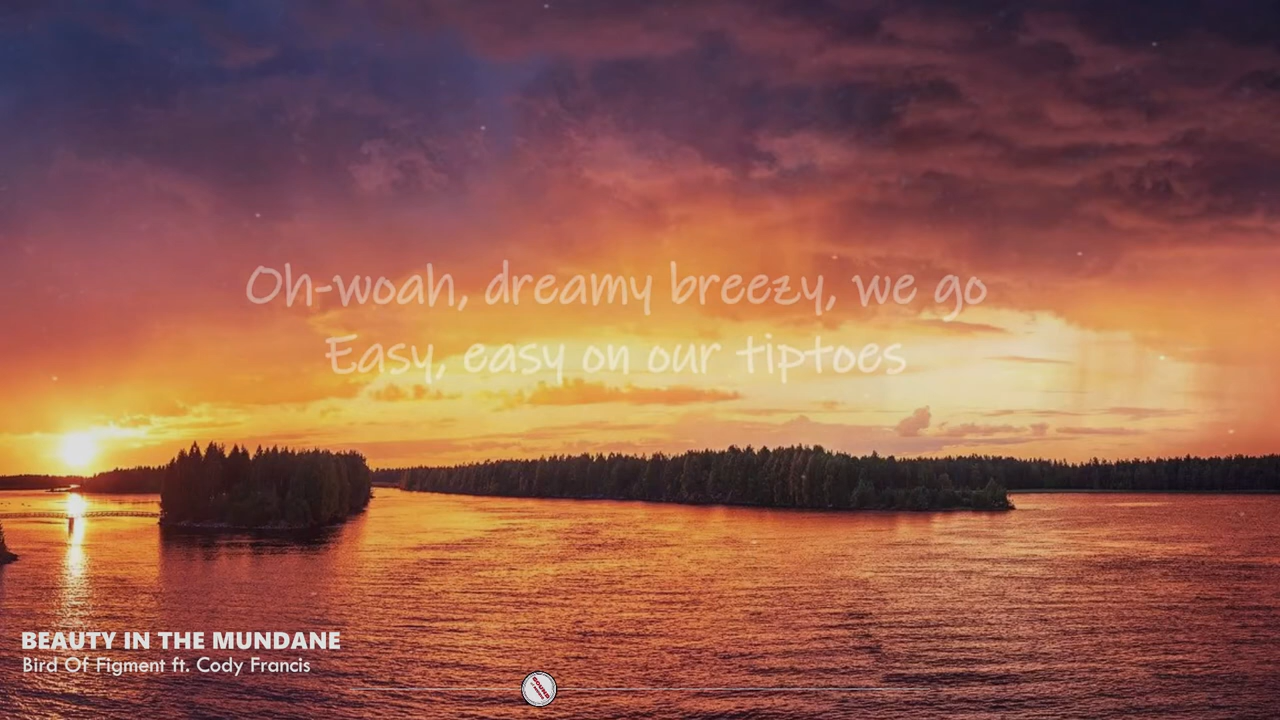 Oh-woah, dreamy breezy, we go
Easy, easy on our tiptoes
BEAUTY IN THE MUNDANE
Bird Of Figment ft. Cody Francis